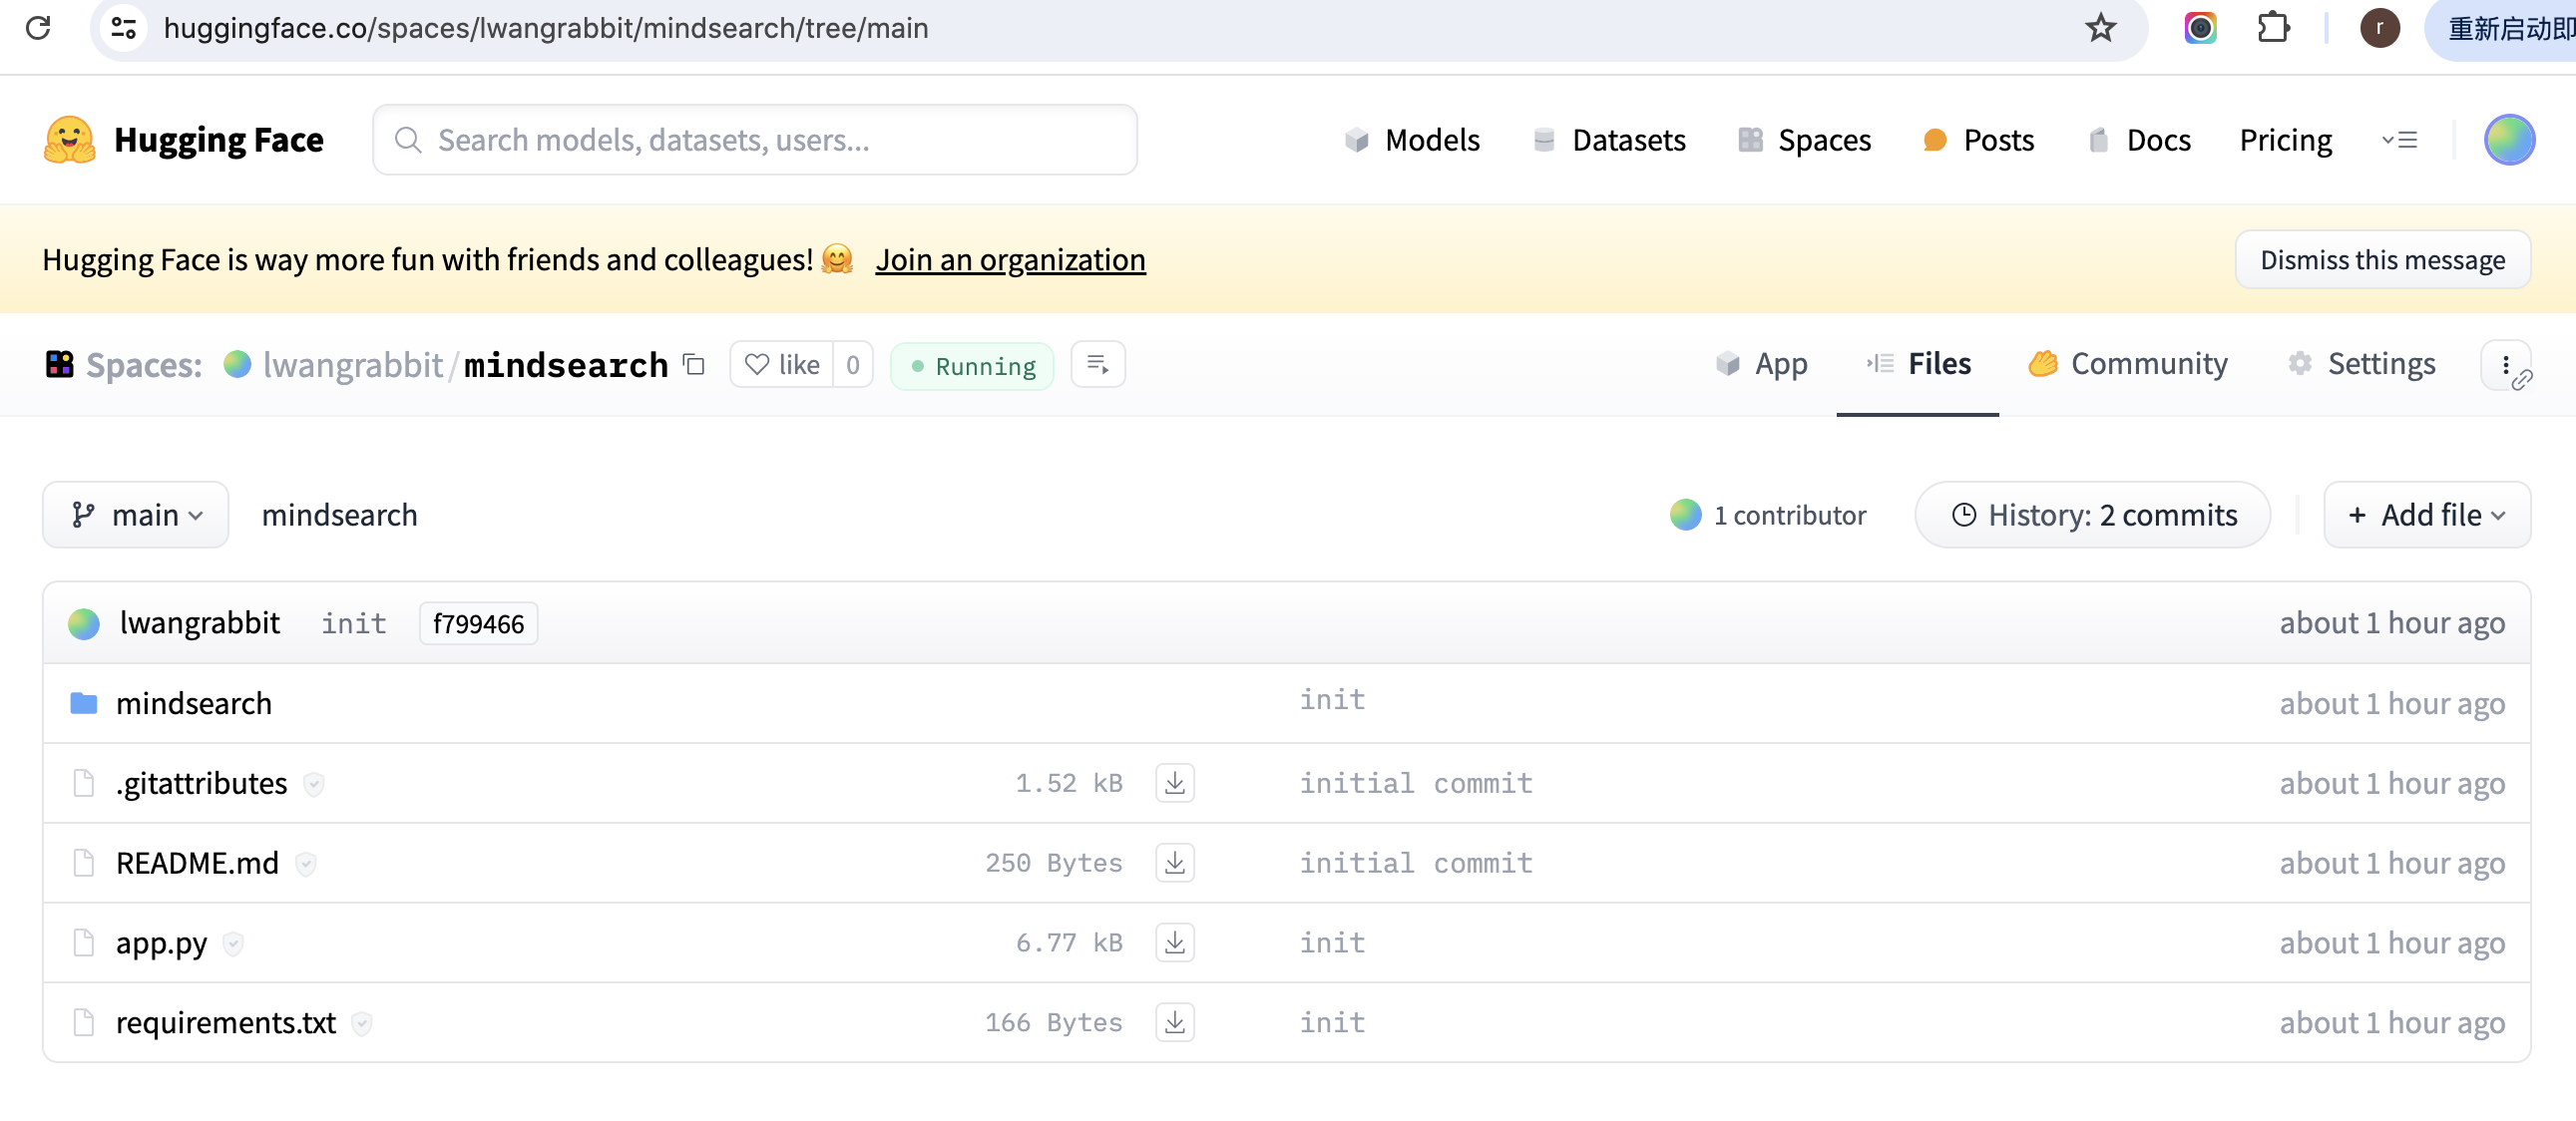 huggingface.co/spaces/lwangrabbit/mindsearch/tree/main r 重新启动即
Hugging Face Search models, datasets, users... Models Datasets Spaces Posts Docs Pricing
Hugging Face is way more fun with friends and colleagues! 🤗 Join an organization Dismiss this message
Spaces: lwangrabbit/mindsearch like 0 Running App Files Community Settings
main mindsearch 1 contributor History: 2 commits + Add file
lwangrabbit init f799466 about 1 hour ago
mindsearch init about 1 hour ago
.gitattributes 1.52 kB initial commit about 1 hour ago
README.md 250 Bytes initial commit about 1 hour ago
app.py 6.77 kB init about 1 hour ago
requirements.txt 166 Bytes init about 1 hour ago